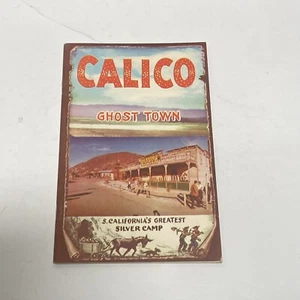 CALICO
GHOST TOWN
S. CALIFORNIA'S GREATEST
SILVER CAMP